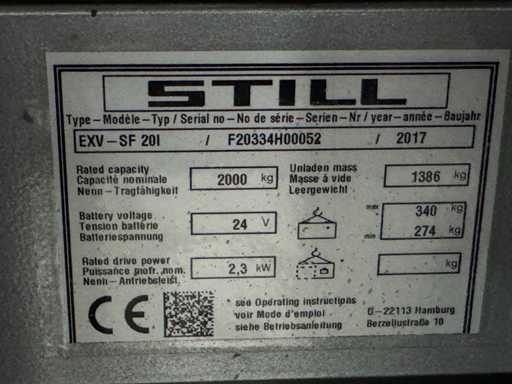 STILL
Type – Modèle – Typ / Serial no – No de série – Serien – Nr / year – année – Baujahr
EXV – SF 20I / F20334H00052 / 2017
Rated capacity
Capacité nominale
Nenn – Tragfähigkeit
2000 kg
Unladen mass
Masse à vide
Leergewicht
1386 kg
Battery voltage
Tension batterie
Batteriespannung
24 V
max 340 kg
min 274 kg
Rated drive power
Puissance motr. nom.
Nenn – Antriebsleist.
2,3 kW
kg
CE
* see Operating instructions
voir Mode d'emploi
siehe Betriebsanleitung
D – 22113 Hamburg
Berzeliusstraße 10